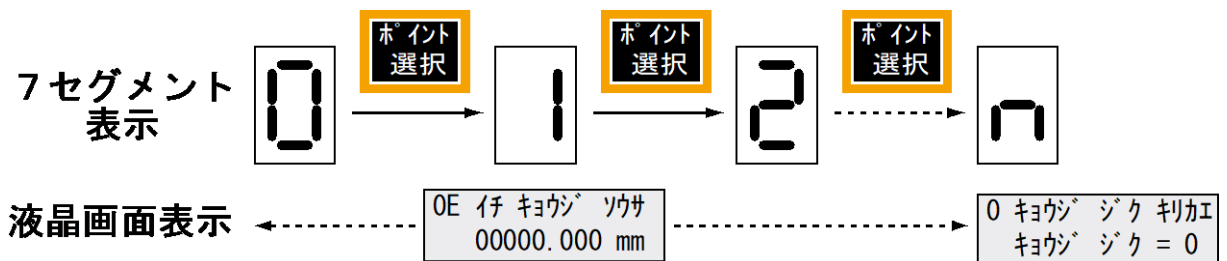 ポイント
選択
ポイント
選択
ポイント
選択
7セグメント
表示
0
1
2
n
液晶画面表示
0E イチ キョウジ ソウサ
00000.000 mm
0 キョウジ ジク キリカエ
キョウジ ジク = 0